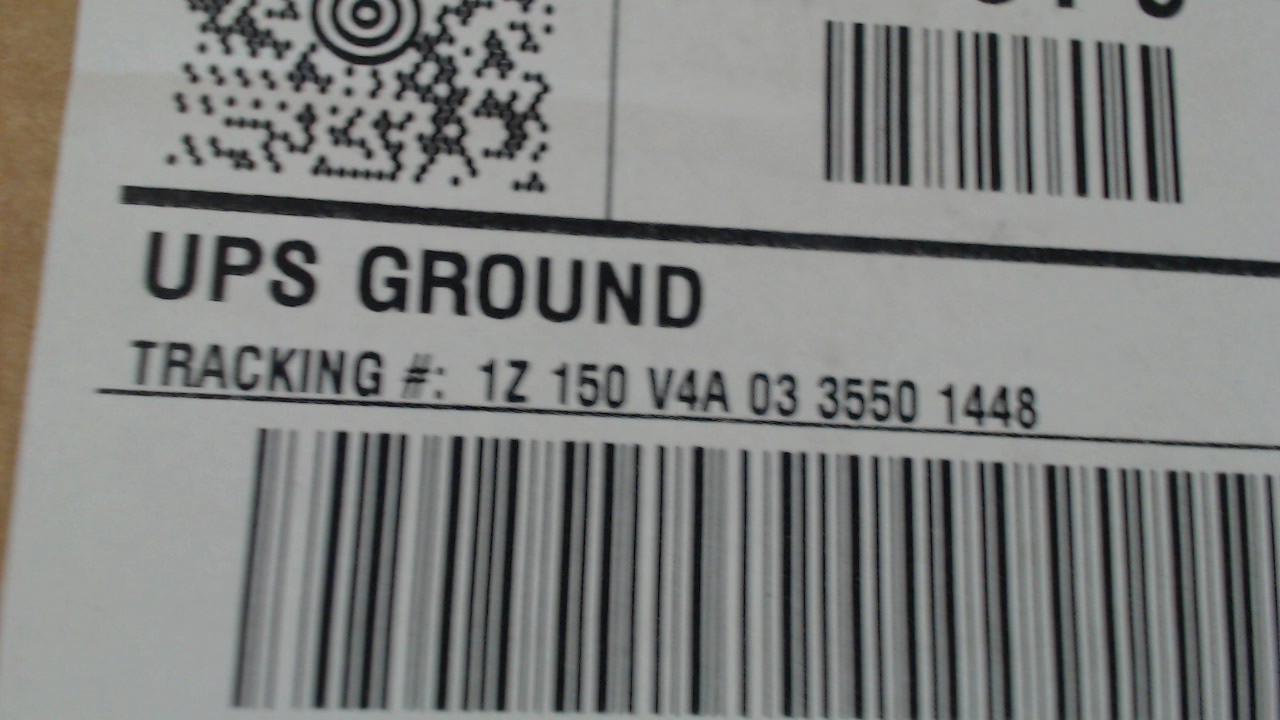 UPS GROUND
TRACKING #: 1Z 150 V4A 03 3550 1448